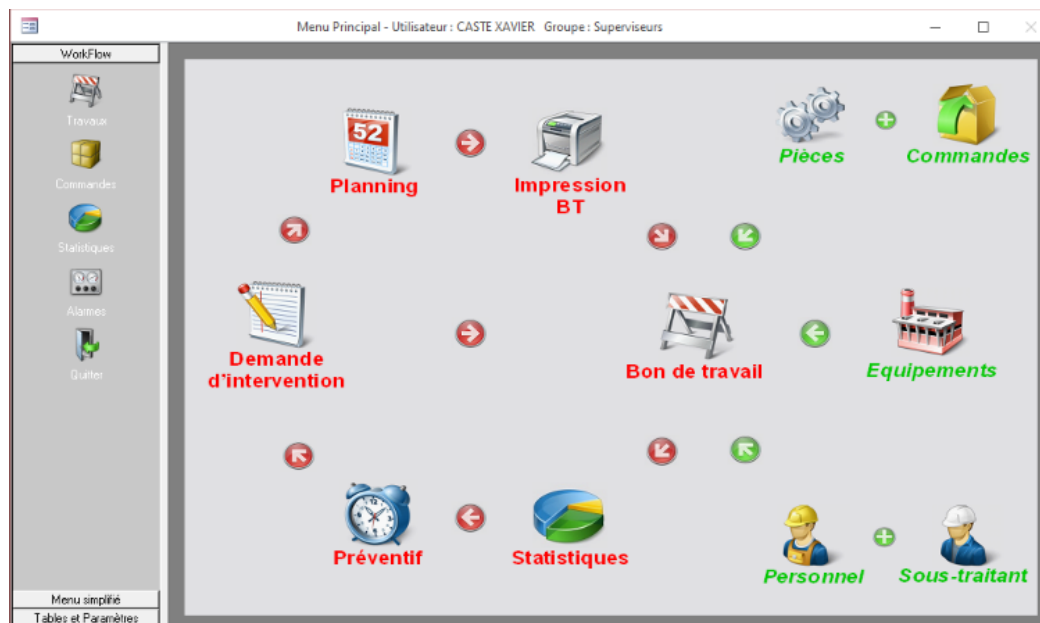 Menu Principal - Utilisateur : CASTE XAVIER Groupe : Superviseurs
WorkFlow
Travaux
Commandes
Statistiques
Alarmes
Quitter
Menu simplifié
Tables et Paramètres
52
Planning
Impression
BT
Pièces
Commandes
Demande
d'intervention
Bon de travail
Equipements
Préventif
Statistiques
Personnel
Sous-traitant